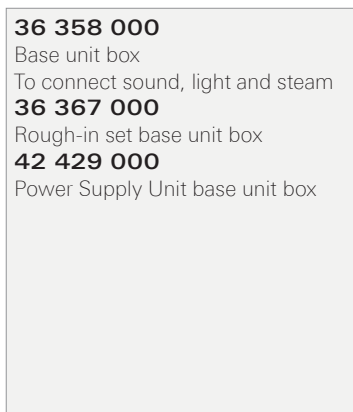 36 358 000
Base unit box
To connect sound, light and steam
36 367 000
Rough-in set base unit box
42 429 000
Power Supply Unit base unit box